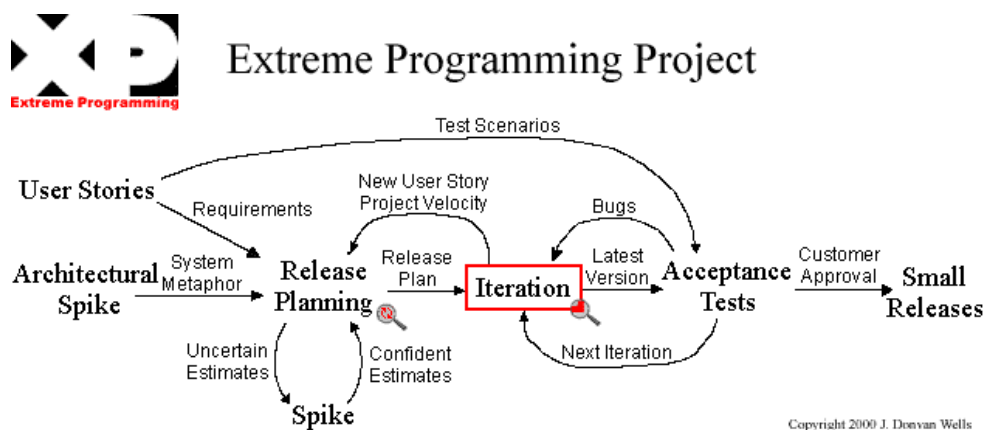 XP
Extreme Programming
Extreme Programming Project
Test Scenarios
User Stories
Requirements
New User Story
Project Velocity
Bugs
Architectural
Spike
System
Metaphor
Release
Planning
Release
Plan
Iteration
Latest
Version
Acceptance
Tests
Customer
Approval
Small
Releases
Uncertain
Estimates
Confident
Estimates
Next Iteration
Spike
Copyright 2000 J. Donvan Wells